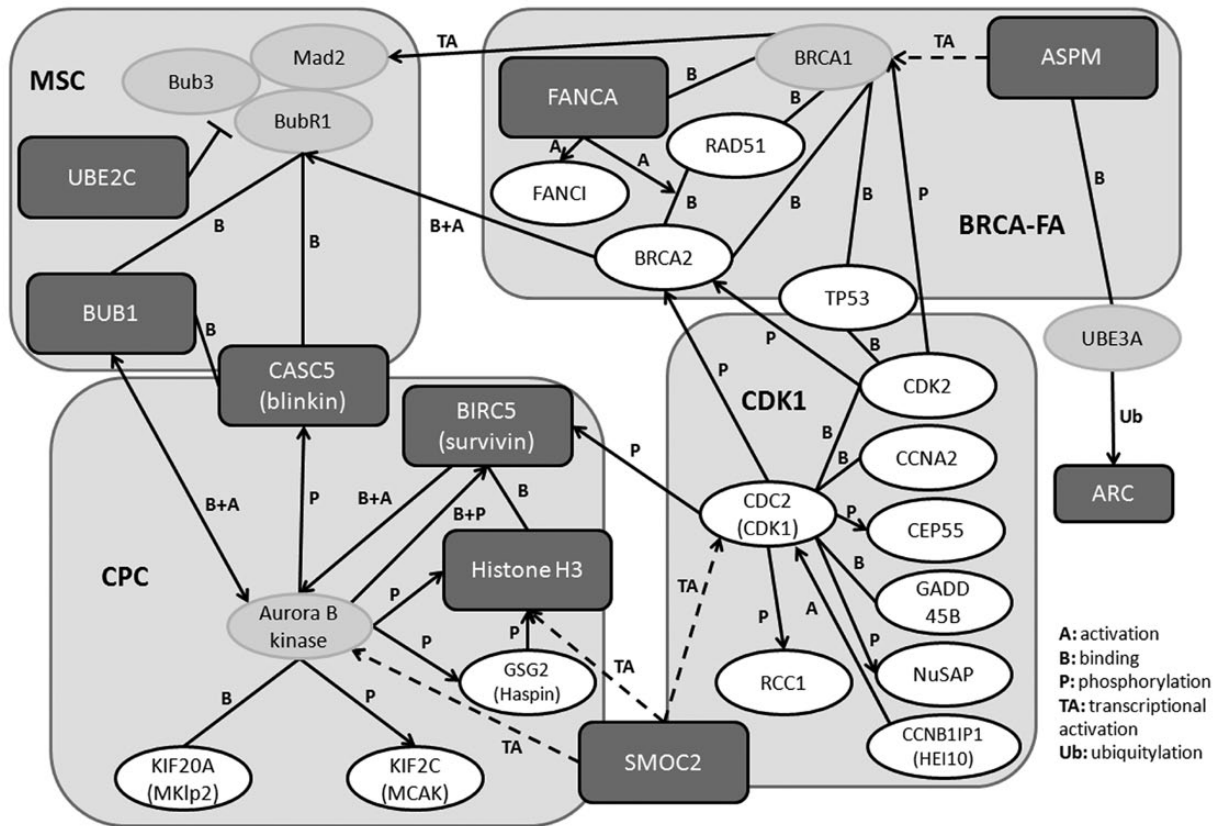 MSC
Mad2
Bub3
BubR1
UBE2C
BUB1
CASC5
(blinkin)
TA
B
B
B
B+A
BRCA1
TA
ASPM
FANCA
B
B
RAD51
A
A
FANCI
B
B
B
P
B
BRCA-FA
BRCA2
TP53
UBE3A
Ub
ARC
CDK1
P
P
B
CDK2
B
B
CCNA2
CDC2
(CDK1)
P
CEP55
B
GADD
45B
A
P
P
NuSAP
RCC1
CCNB1IP1
(HEI10)
TA
P
BIRC5
(survivin)
B+A
P
B+A
B+P
B
CPC
Histone H3
Aurora B
kinase
P
P
P
GSG2
(Haspin)
TA
B
P
TA
SMOC2
KIF20A
(MKlp2)
KIF2C
(MCAK)
A: activation
B: binding
P: phosphorylation
TA: transcriptional
activation
Ub: ubiquitylation